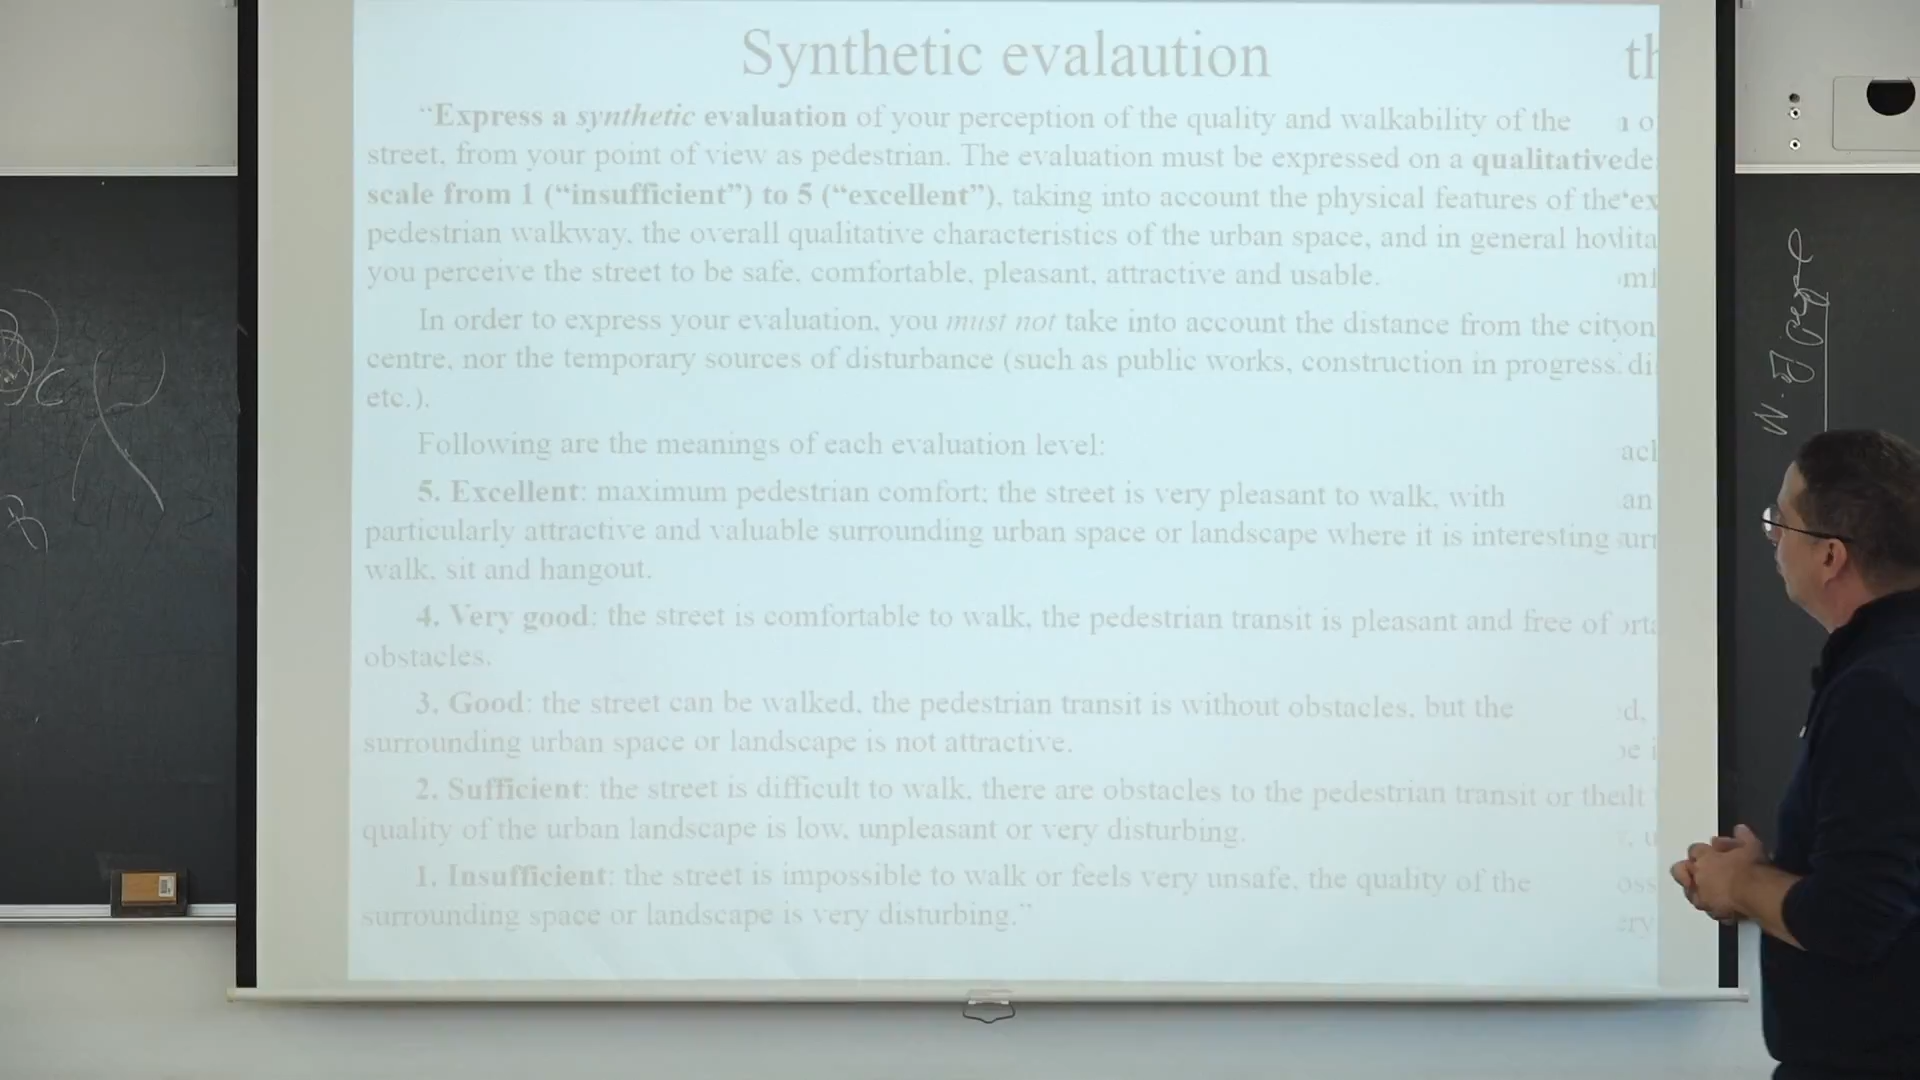 Synthetic evalaution
“Express a synthetic evaluation of your perception of the quality and walkability of the
street, from your point of view as pedestrian. The evaluation must be expressed on a qualitative
scale from 1 (“insufficient”) to 5 (“excellent”), taking into account the physical features of the
pedestrian walkway, the overall qualitative characteristics of the urban space, and in general how
you perceive the street to be safe, comfortable, pleasant, attractive and usable.
In order to express your evaluation, you must not take into account the distance from the city
centre, nor the temporary sources of disturbance (such as public works, construction in progress,
etc.).
Following are the meanings of each evaluation level:
5. Excellent: maximum pedestrian comfort; the street is very pleasant to walk, with
particularly attractive and valuable surrounding urban space or landscape where it is interesting
walk, sit and hangout.
4. Very good: the street is comfortable to walk, the pedestrian transit is pleasant and free of
obstacles.
3. Good: the street can be walked, the pedestrian transit is without obstacles, but the
surrounding urban space or landscape is not attractive.
2. Sufficient: the street is difficult to walk, there are obstacles to the pedestrian transit or the
quality of the urban landscape is low, unpleasant or very disturbing.
1. Insufficient: the street is impossible to walk or feels very unsafe, the quality of the
surrounding space or landscape is very disturbing.”